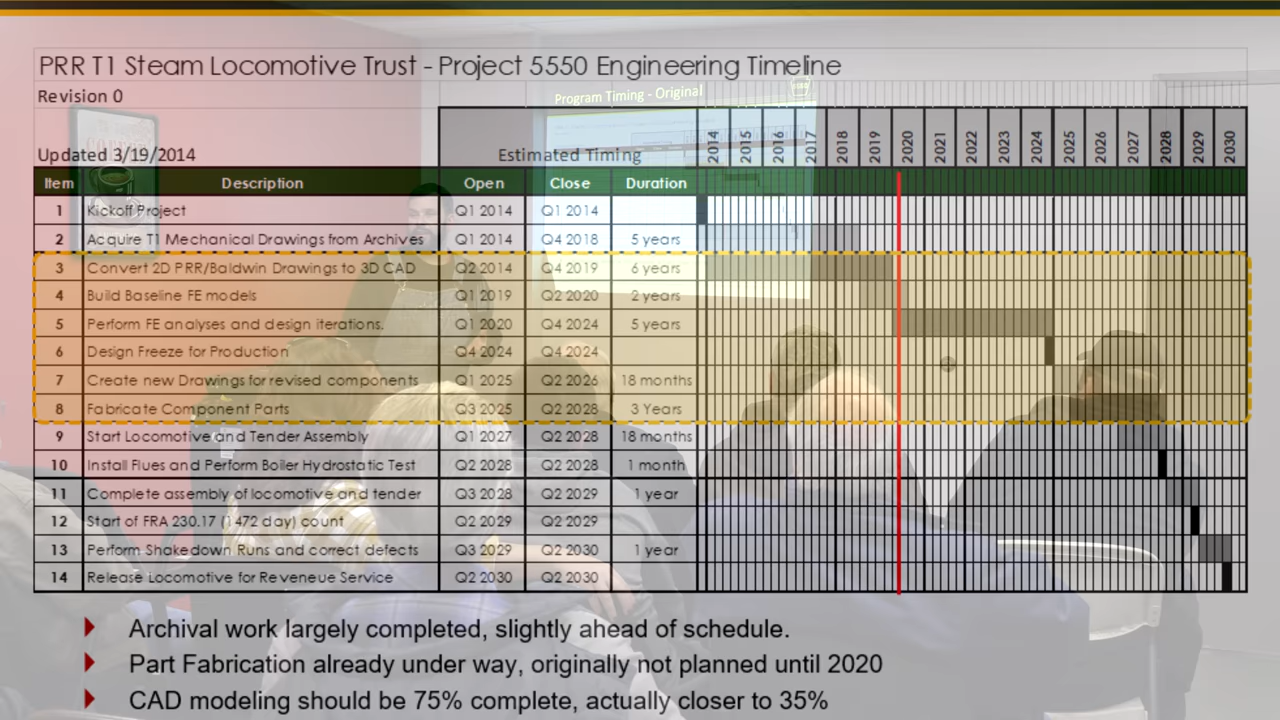 PRR T1 Steam Locomotive Trust - Project 5550 Engineering Timeline
Revision 0
Program Timing - Original
Updated 3/19/2014 Estimated Timing 2014 2015 2016 2017 2018 2019 2020 2021 2022 2023 2024 2025 2026 2027 2028 2029 2030
Item Description Open Close Duration
1 Kickoff Project Q1 2014 Q1 2014
2 Acquire T1 Mechanical Drawings from Archives Q1 2014 Q4 2018 5 years
3 Convert 2D PRR/Baldwin Drawings to 3D CAD Q2 2014 Q4 2019 6 years
4 Build Baseline FE models Q1 2019 Q2 2020 2 years
5 Perform FE analyses and design iterations. Q1 2020 Q4 2024 5 years
6 Design Freeze for Production Q4 2024 Q4 2024
7 Create new Drawings for revised components Q1 2025 Q2 2026 18 months
8 Fabricate Component Parts Q3 2025 Q2 2028 3 Years
9 Start Locomotive and Tender Assembly Q1 2027 Q2 2028 18 months
10 Install Flues and Perform Boiler Hydrostatic Test Q2 2028 Q2 2028 1 month
11 Complete assembly of locomotive and tender Q3 2028 Q2 2029 1 year
12 Start of FRA 230.17 (1472 day) count Q2 2029 Q2 2029
13 Perform Shakedown Runs and correct defects Q3 2029 Q2 2030 1 year
14 Release Locomotive for Reveneue Service Q2 2030 Q2 2030
Archival work largely completed, slightly ahead of schedule.
Part Fabrication already under way, originally not planned until 2020
CAD modeling should be 75% complete, actually closer to 35%